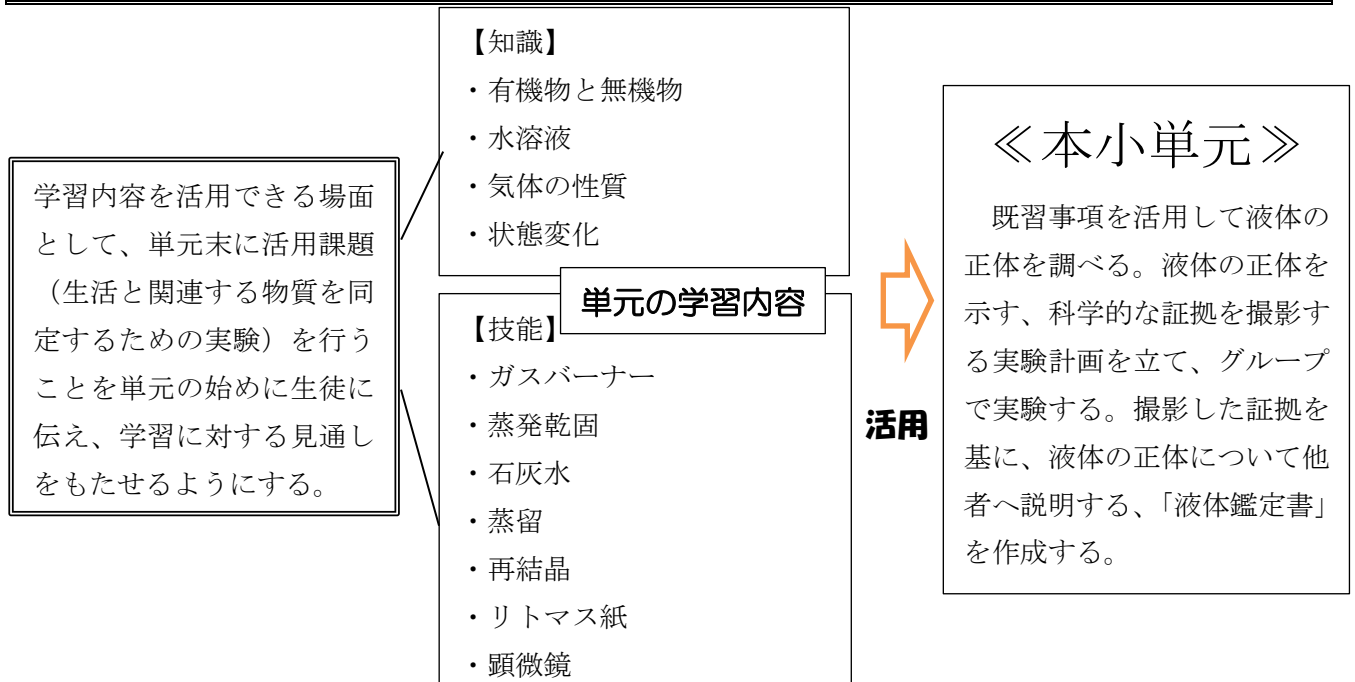 学習内容を活用できる場面
として、単元末に活用課題
（生活と関連する物質を同
定するための実験）を行う
ことを単元の始めに生徒に
伝え、学習に対する見通し
をもたせるようにする。
【知識】
・有機物と無機物
・水溶液
・気体の性質
・状態変化
単元の学習内容
【技能】
・ガスバーナー
・蒸発乾固
・石灰水
・蒸留
・再結晶
・リトマス紙
・顕微鏡
活用
≪本小単元≫
既習事項を活用して液体の
正体を調べる。液体の正体を
示す、科学的な証拠を撮影す
る実験計画を立て、グループ
で実験する。撮影した証拠を
基に、液体の正体について他
者へ説明する、「液体鑑定書」
を作成する。